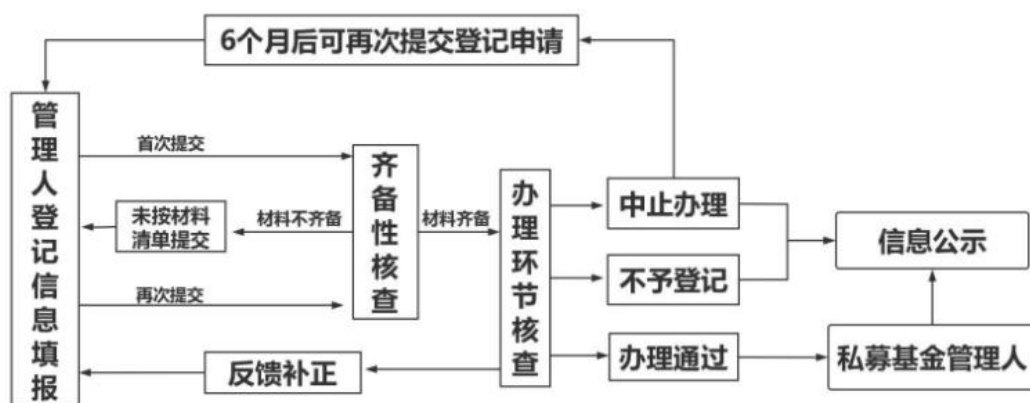 6个月后可再次提交登记申请
管理人登记信息填报
首次提交
未按材料
清单提交
材料不齐备
再次提交
反馈补正
齐备性核查
材料齐备
办理环节核查
中止办理
不予登记
办理通过
信息公示
私募基金管理人